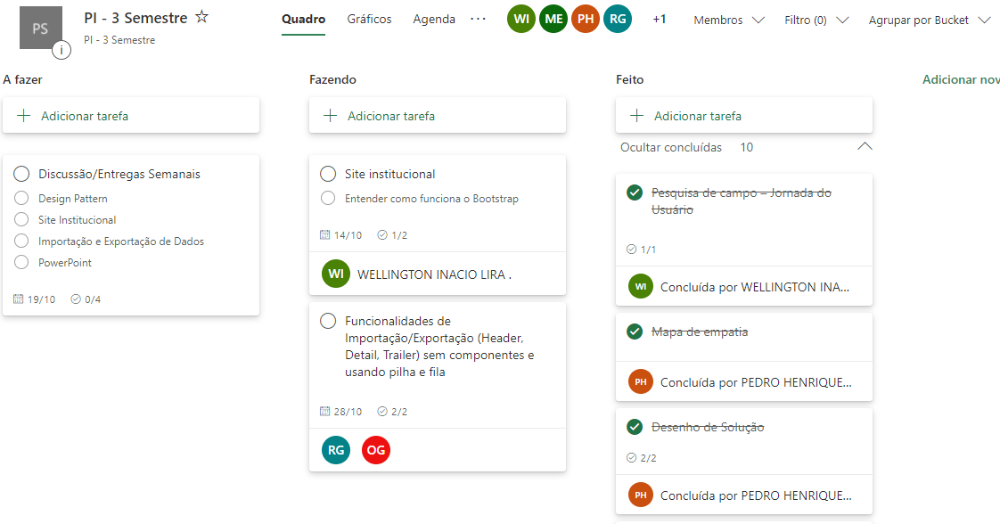 PS
PI - 3 Semestre
PI - 3 Semestre
Quadro
Gráficos
Agenda
WI
ME
PH
RG
+1
Membros
Filtro (0)
Agrupar por Bucket
A fazer
Adicionar tarefa
Discussão/Entregas Semanais
Design Pattern
Site Institucional
Importação e Exportação de Dados
PowerPoint
19/10 0/4
Fazendo
Adicionar tarefa
Site institucional
Entender como funciona o Bootstrap
14/10 1/2
WI WELLINGTON INACIO LIRA .
Funcionalidades de
Importação/Exportação (Header,
Detail, Trailer) sem componentes e
usando pilha e fila
28/10 2/2
RG OG
Feito
Adicionar tarefa
Ocultar concluídas 10
Pesquisa de campo – Jornada do
Usuário
1/1
WI Concluída por WELLINGTON INA...
Mapa de empatia
PH Concluída por PEDRO HENRIQUE...
Desenho de Solução
2/2
PH Concluída por PEDRO HENRIQUE...
Adicionar nov